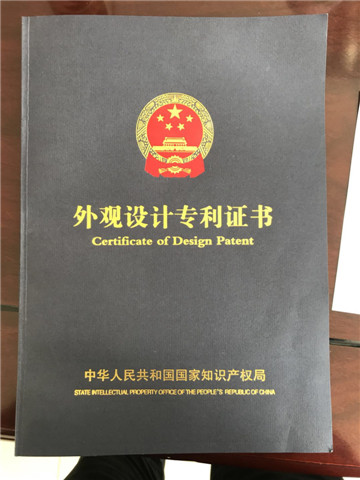 外观设计专利证书
Certificate of Design Patent
中华人民共和国国家知识产权局
STATE INTELLECTUAL PROPERTY OFFICE OF THE PEOPLE'S REPUBLIC OF CHINA